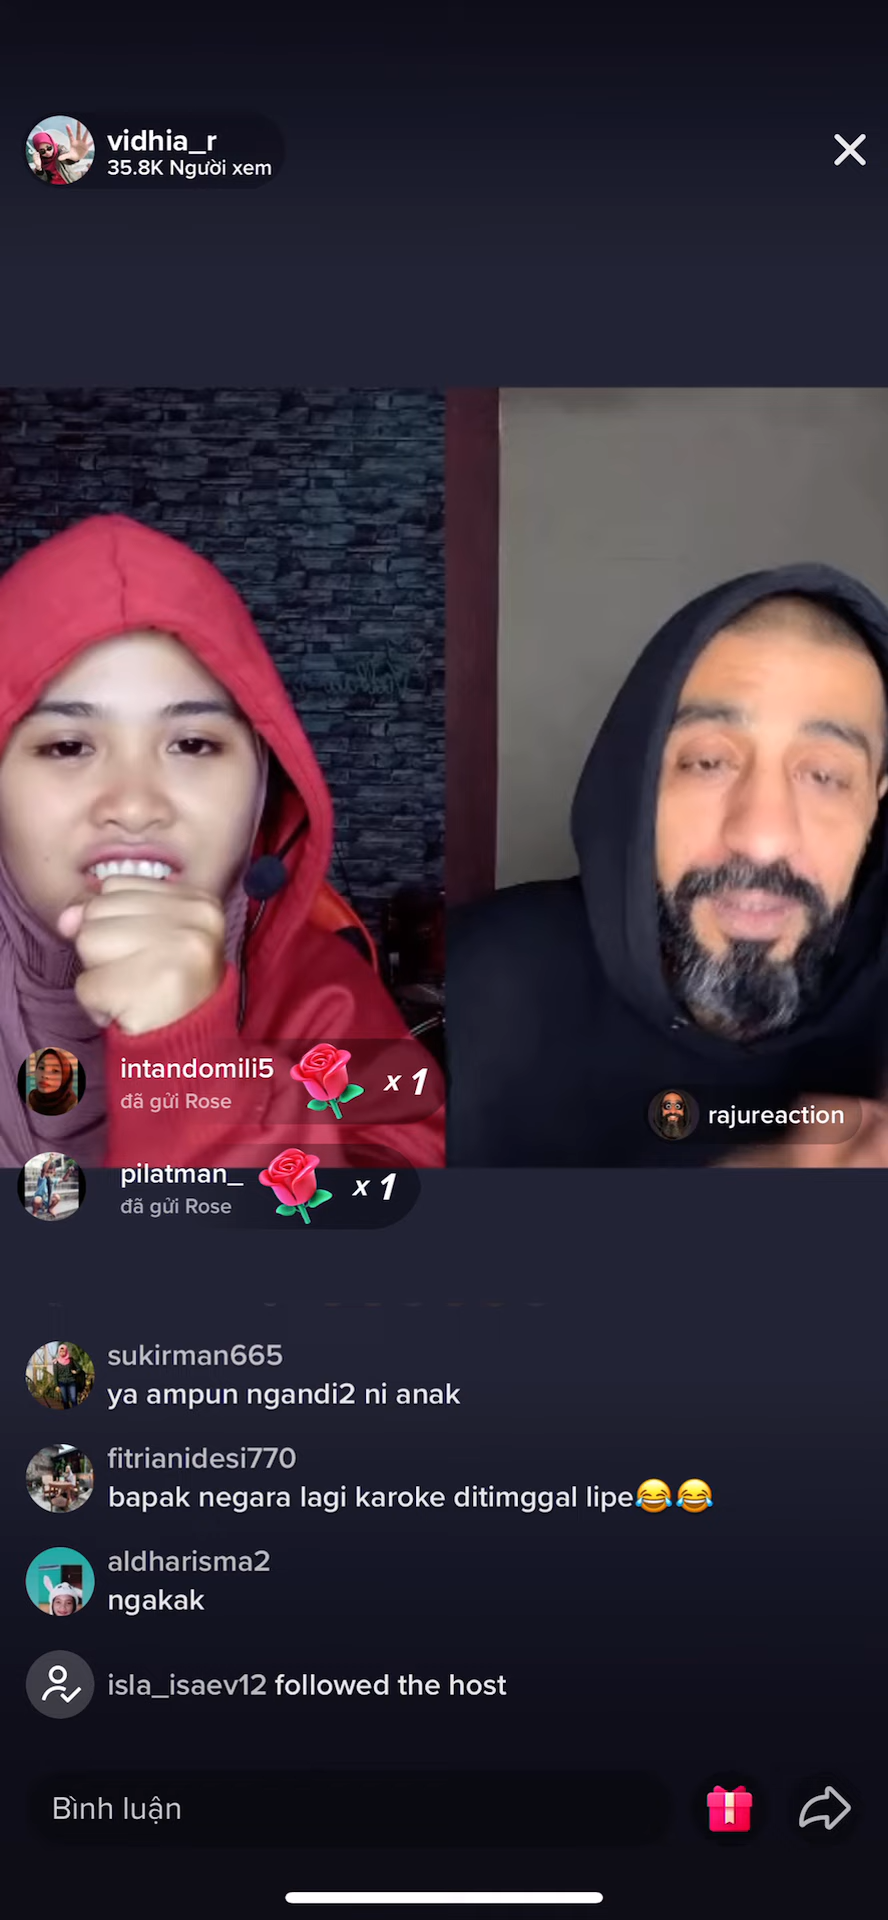 vidhia_r
35.8K Người xem
intandomili5
đã gửi Rose
x 1
rajureaction
pilatman_
đã gửi Rose
x 1
sukirman665
ya ampun ngandi2 ni anak
fitrianidesi770
bapak negara lagi karoke ditimggal lipe😂😂
aldharisma2
ngakak
isla_isaev12 followed the host
Bình luận